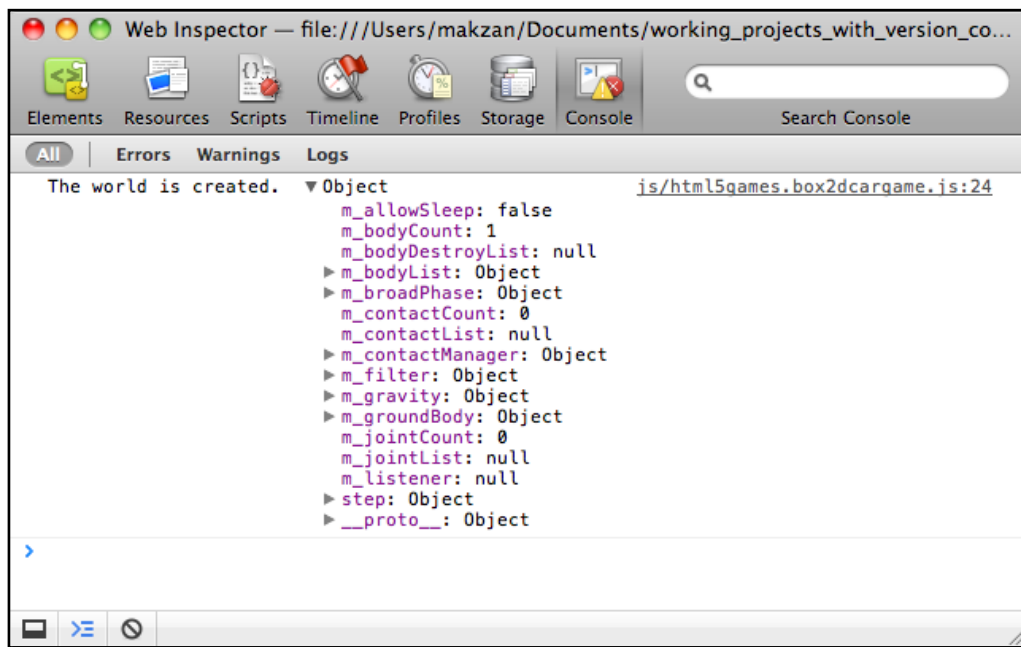 Web Inspector — file:///Users/makzan/Documents/working_projects_with_version_co...
Elements Resources Scripts Timeline Profiles Storage Console Search Console
All Errors Warnings Logs
The world is created. ▼Object js/html5games.box2dcargame.js:24
m_allowSleep: false
m_bodyCount: 1
m_bodyDestroyList: null
▶m_bodyList: Object
▶m_broadPhase: Object
m_contactCount: 0
m_contactList: null
▶m_contactManager: Object
▶m_filter: Object
▶m_gravity: Object
▶m_groundBody: Object
m_jointCount: 0
m_jointList: null
m_listener: null
▶step: Object
▶__proto__: Object